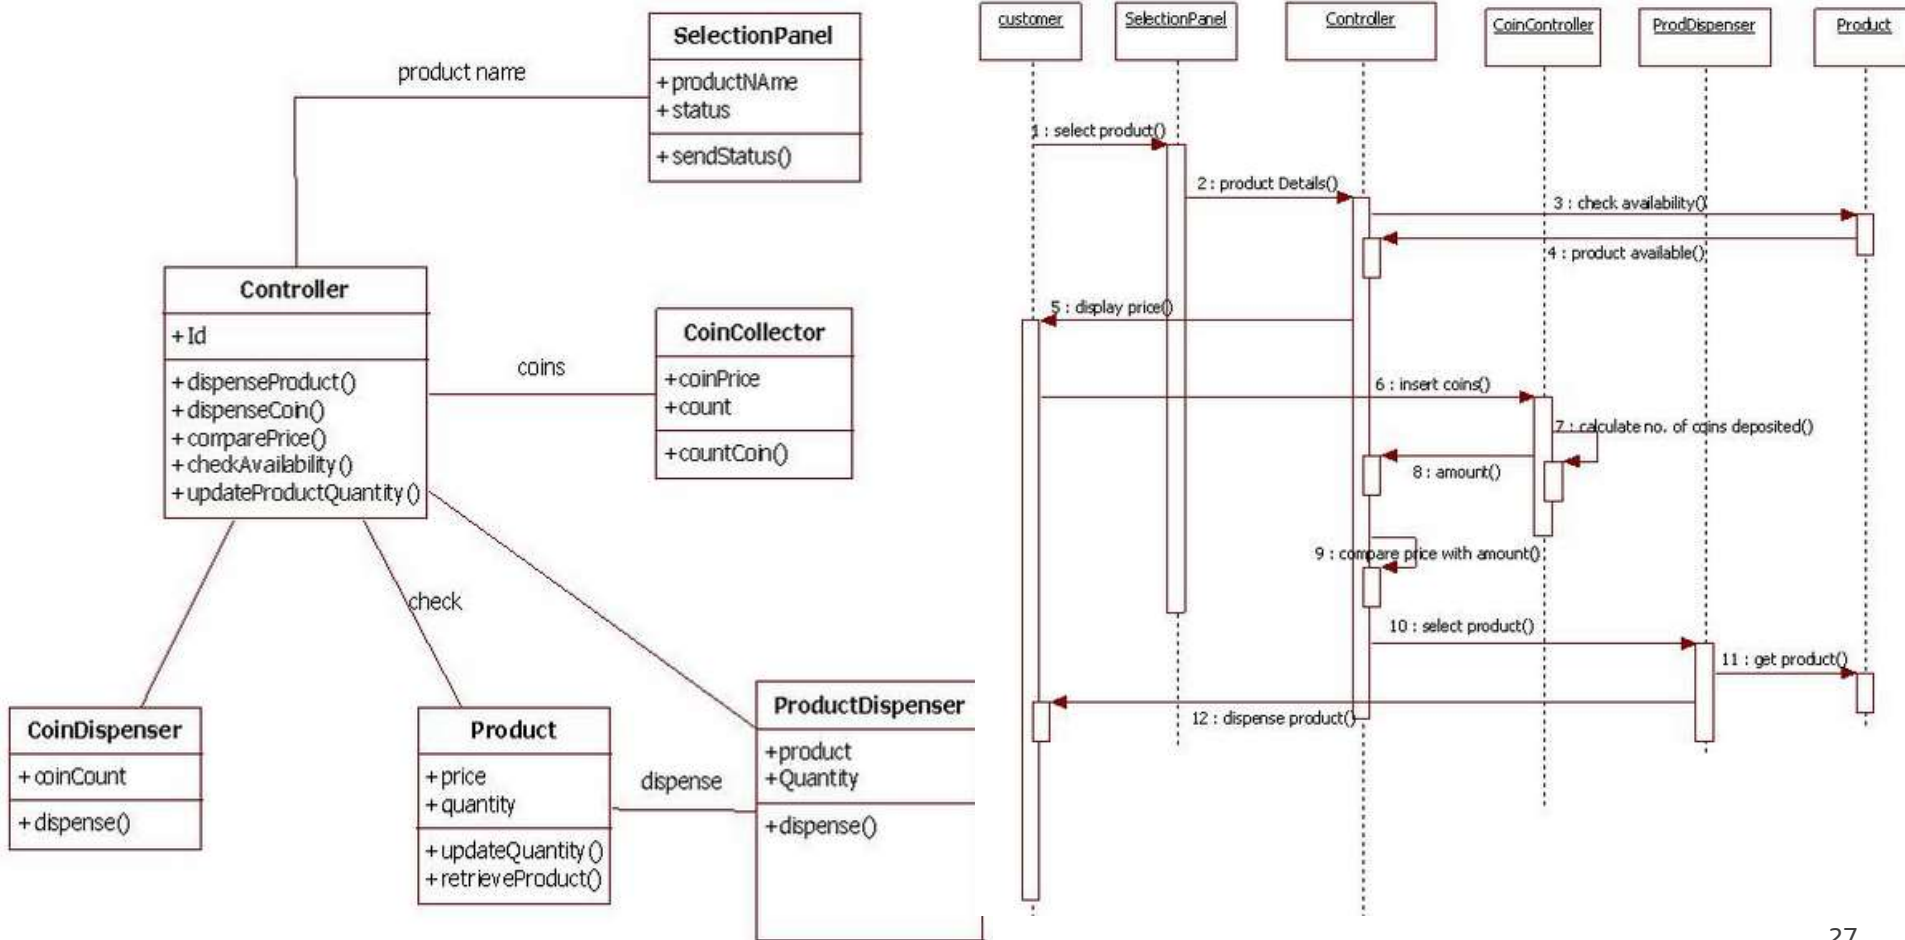 SelectionPanel
+productNAme
+status
+sendStatus()
product name
Controller
+Id
+dispenseProduct()
+dispenseCoin()
+comparePrice()
+checkAvailability()
+updateProductQuantity()
coins
CoinCollector
+coinPrice
+count
+countCoin()
check
CoinDispenser
+coinCount
+dispense()
Product
+price
+quantity
+updateQuantity()
+retrieveProduct()
dispense
ProductDispenser
+product
+Quantity
+dispense()
customer
SelectionPanel
Controller
CoinController
ProdDispenser
Product
1 : select product()
2 : product Details()
3 : check availability()
4 : product available()
5 : display price()
6 : insert coins()
7 : calculate no. of coins deposited()
8 : amount()
9 : compare price with amount()
10 : select product()
11 : get product()
12 : dispense product()
27